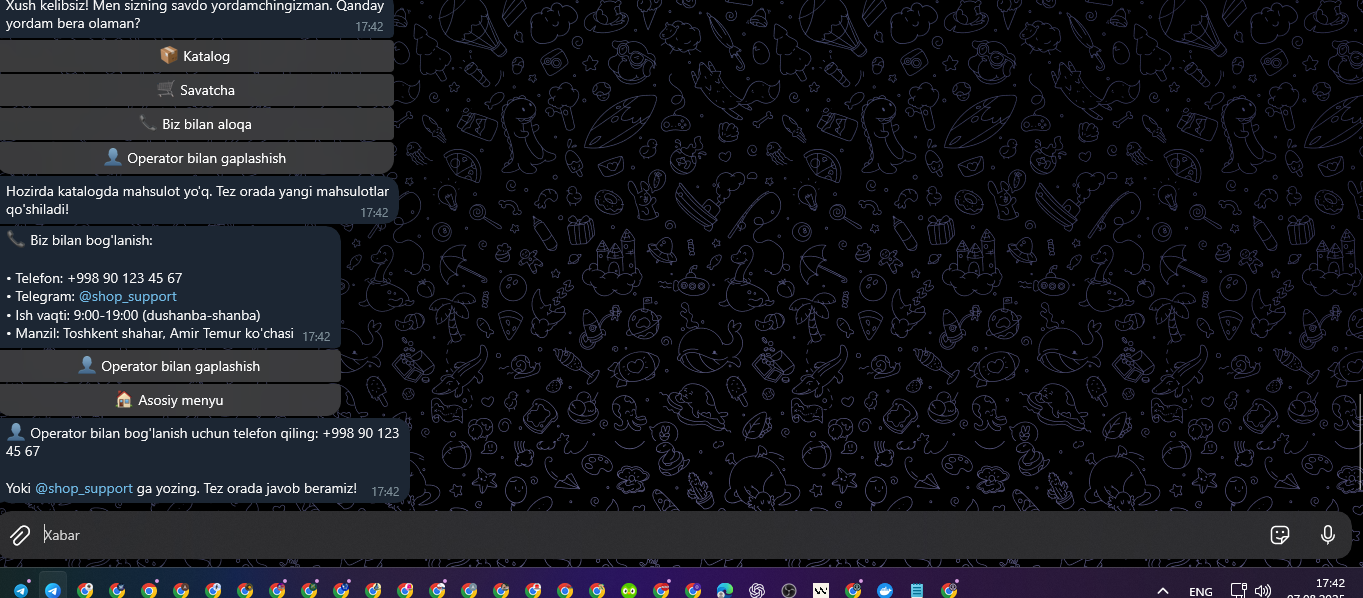 Xush kelibsiz! Men sizning savdo yordamchingizman. Qanday
yordam bera olaman?
17:42
Katalog
Savatcha
Biz bilan aloqa
Operator bilan gaplashish
Hozirda katalogda mahsulot yo'q. Tez orada yangi mahsulotlar
qo'shiladi!
17:42
Biz bilan bog'lanish:
• Telefon: +998 90 123 45 67
• Telegram: @shop_support
• Ish vaqti: 9:00-19:00 (dushanba-shanba)
• Manzil: Toshkent shahar, Amir Temur ko'chasi 17:42
Operator bilan gaplashish
Asosiy menyu
Operator bilan bog'lanish uchun telefon qiling: +998 90 123
45 67
Yoki @shop_support ga yozing. Tez orada javob beramiz! 17:42
Xabar
ENG
17:42
07.08.2025